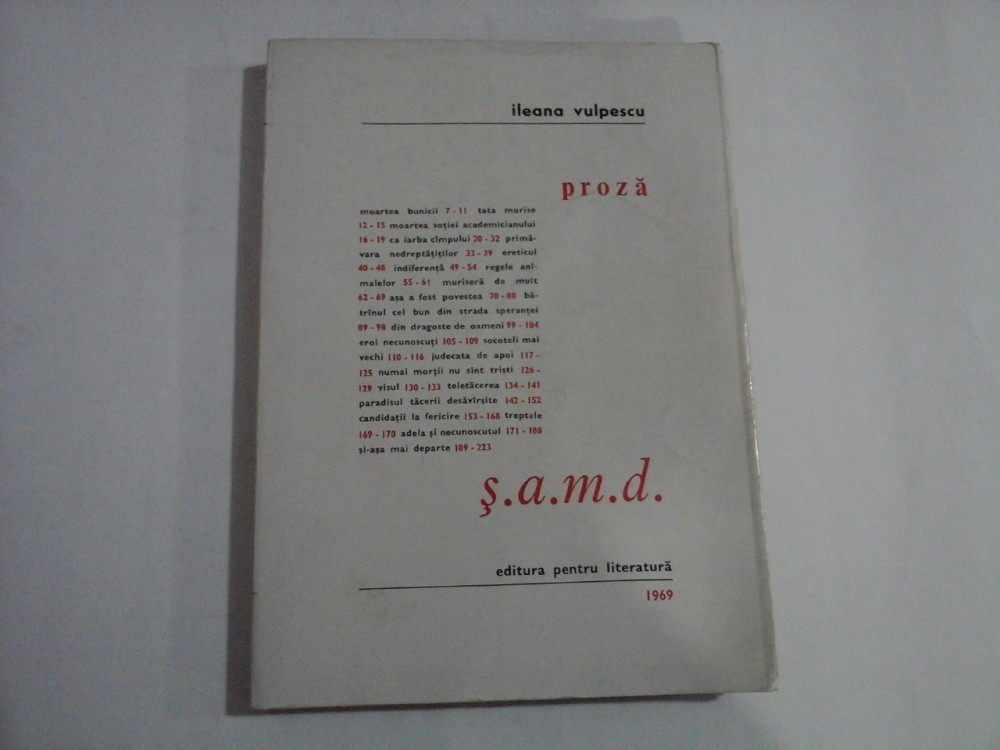 ileana vulpescu
proză
moartea bunicii 7 - 11 tata murise
12 - 15 moartea soției academicianului
16 - 19 ca iarba cîmpului 20 - 32 primă-
vara nedreptățiților 33 - 39 ereticul
40 - 48 indiferență 49 - 54 regele ani-
malelor 55 - 61 muriseră de mult
62 - 69 așa a fost povestea 70 - 88 bă-
trînul cel bun din strada speranței
89 - 98 din dragoste de oameni 99 - 104
eroi necunoscuți 105 - 109 socoteli mai
vechi 110 - 116 judecata de apoi 117 -
125 numai morții nu sînt triști 126 -
129 visul 130 - 133 teletăcerea 134 - 141
paradisul tăcerii desăvîrșite 142 - 152
candidații la fericire 153 - 168 treptele
169 - 170 adela și necunoscutul 171 - 188
și-așa mai departe 189 - 223
ș.a.m.d.
editura pentru literatură
1969